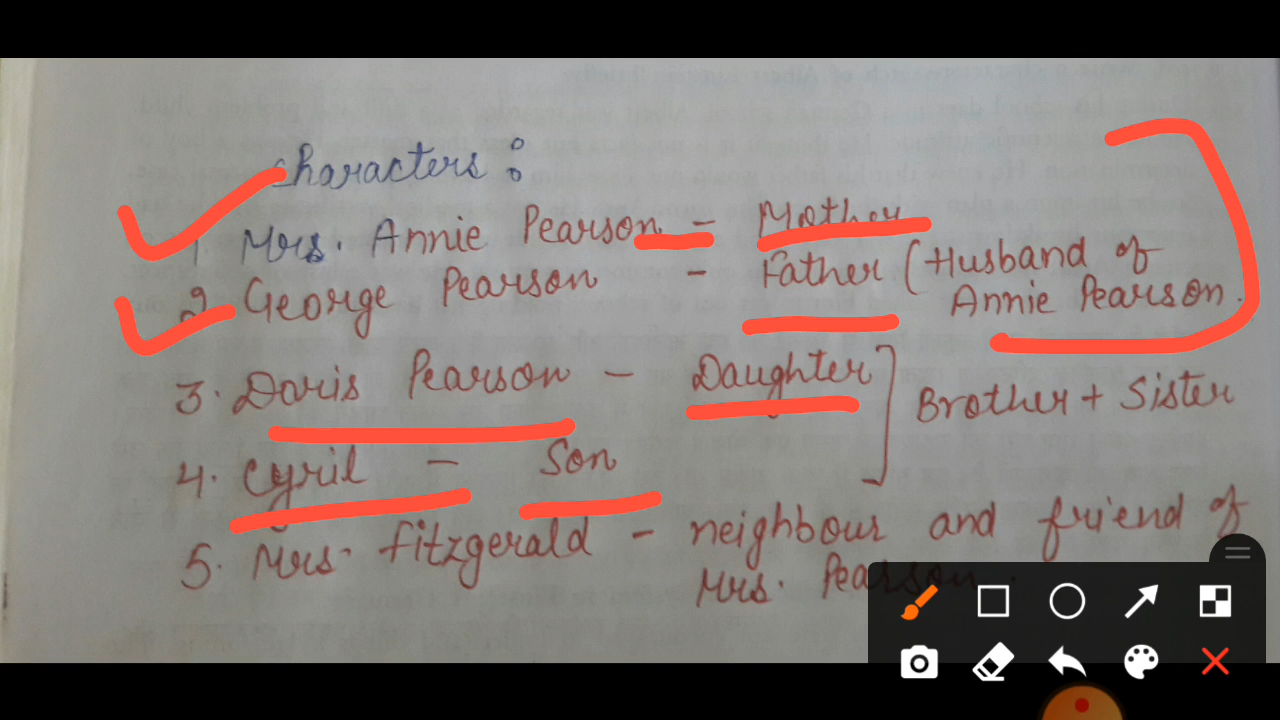 Characters :
1. Mrs. Annie Pearson - Mother
2. George Pearson - Father (Husband of
Annie Pearson.
3. Doris Pearson - Daughter
Brother + Sister
4. Cyril - Son
5. Mrs. Fitzgerald - neighbour and friend of
Mrs. Pearson.